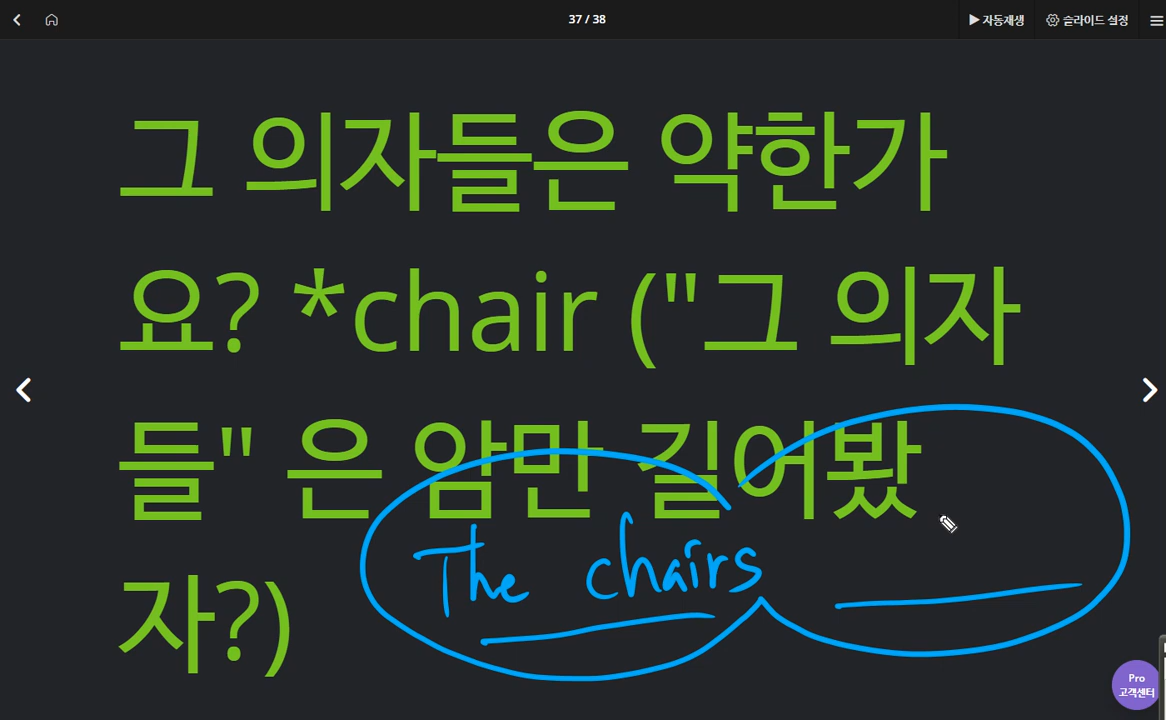 37 / 38
자동재생
슬라이드 설정
그 의자들은 약한가
요? *chair ("그 의자
들" 은 암만 길어봤
자?)
The chairs
Pro
고객센터